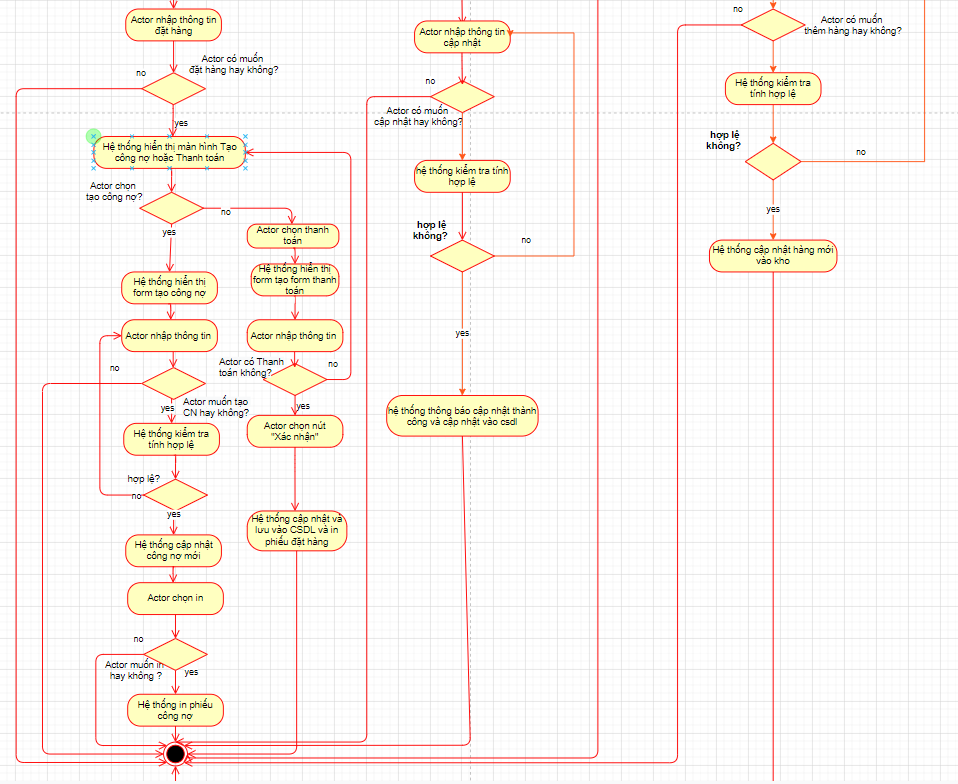 Actor nhập thông tin
đặt hàng
Actor có muốn
đặt hàng hay không?
no
yes
Hệ thống hiển thị màn hình Tạo
công nợ hoặc Thanh toán
Actor chọn
tạo công nợ?
no
yes
Actor chọn thanh
toán
Hệ thống hiển thị
form tạo công nợ
Hệ thống hiển thị
form tạo form thanh
toán
Actor nhập thông tin
Actor nhập thông tin
Actor có Thanh
toán không?
no
no
Actor muốn tạo
CN hay không?
yes
yes
Hệ thống kiểm tra
tính hợp lệ
Actor chọn nút
"Xác nhận"
hợp lệ?
no
yes
Hệ thống cập nhật và
lưu vào CSDL và in
phiếu đặt hàng
Hệ thống cập nhật
công nợ mới
Actor chọn in
no
Actor muốn in
hay không ?
yes
Hệ thống in phiếu
công nợ
Actor nhập thông tin
cập nhật
no
Actor có muốn
cập nhật hay không?
hệ thống kiểm tra tính
hợp lệ
hợp lệ
không?
no
yes
hệ thống thông báo cập nhật thành
công và cập nhật vào csdl
no
Actor có muốn
thêm hàng hay không?
Hệ thống kiểm tra
tính hợp lệ
hợp lệ
không?
no
yes
Hệ thống cập nhật hàng mới
vào kho